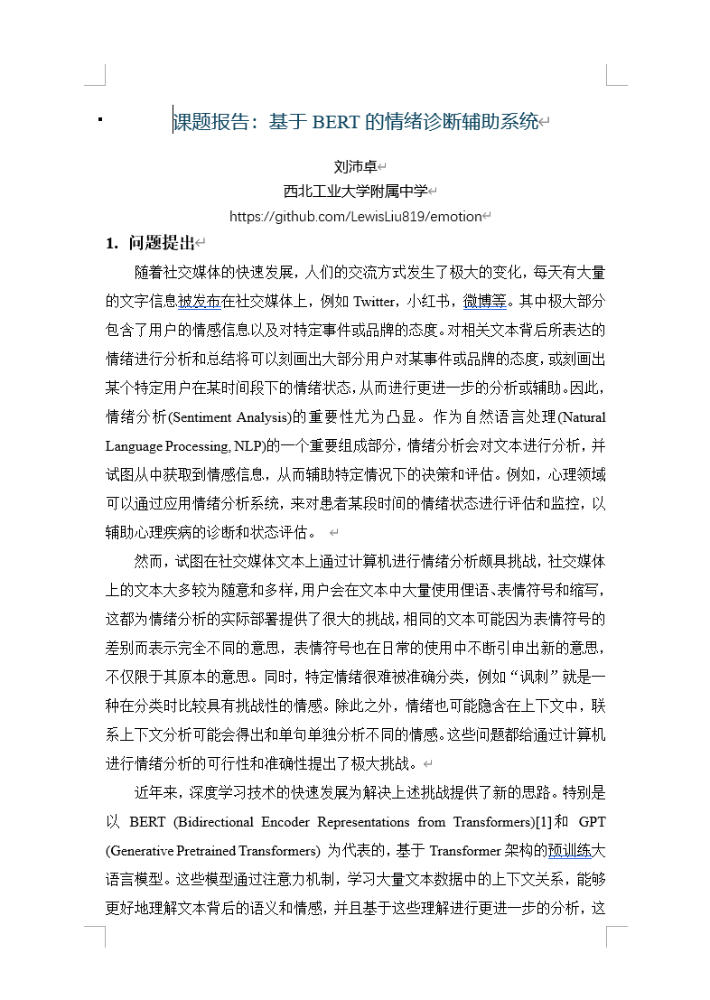 课题报告：基于 BERT 的情绪诊断辅助系统
刘沛卓
西北工业大学附属中学
https://github.com/LewisLiu819/emotion
1. 问题提出
随着社交媒体的快速发展，人们的交流方式发生了极大的变化，每天有大量
的文字信息被发布在社交媒体上，例如 Twitter，小红书，微博等。其中极大部分
包含了用户的情感信息以及对特定事件或品牌的态度。对相关文本背后所表达的
情绪进行分析和总结将可以刻画出大部分用户对某事件或品牌的态度，或刻画出
某个特定用户在某时间段下的情绪状态，从而进行更进一步的分析或辅助。因此，
情绪分析(Sentiment Analysis)的重要性尤为凸显。作为自然语言处理(Natural
Language Processing, NLP)的一个重要组成部分，情绪分析会对文本进行分析，并
试图从中获取到情感信息，从而辅助特定情况下的决策和评估。例如，心理领域
可以通过应用情绪分析系统，来对患者某段时间的情绪状态进行评估和监控，以
辅助心理疾病的诊断和状态评估。
然而，试图在社交媒体文本上通过计算机进行情绪分析颇具挑战，社交媒体
上的文本大多较为随意和多样，用户会在文本中大量使用俚语、表情符号和缩写，
这都为情绪分析的实际部署提供了很大的挑战，相同的文本可能因为表情符号的
差别而表示完全不同的意思，表情符号也在日常的使用中不断引申出新的意思，
不仅限于其原本的意思。同时，特定情绪很难被准确分类，例如“讽刺”就是一
种在分类时比较具有挑战性的情感。除此之外，情绪也可能隐含在上下文中，联
系上下文分析可能会得出和单句单独分析不同的情感。这些问题都给通过计算机
进行情绪分析的可行性和准确性提出了极大挑战。
近年来，深度学习技术的快速发展为解决上述挑战提供了新的思路。特别是
以 BERT (Bidirectional Encoder Representations from Transformers)[1]和 GPT
(Generative Pretrained Transformers) 为代表的，基于 Transformer 架构的预训练大
语言模型。这些模型通过注意力机制，学习大量文本数据中的上下文关系，能够
更好地理解文本背后的语义和情感，并且基于这些理解进行更进一步的分析，这